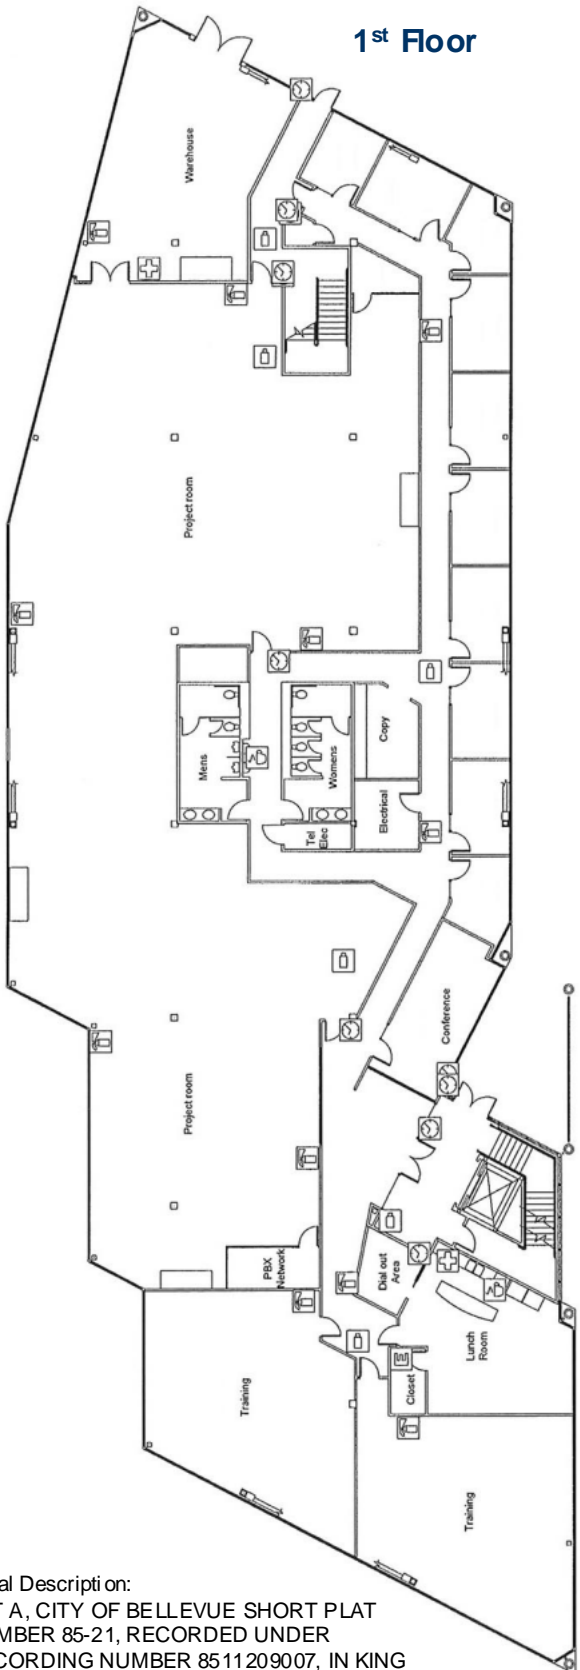 1st Floor
Warehouse
Project room
Mens
Womens
Copy
Tel
Elec
Electrical
Conference
Project room
PBX
Network
Dial out
Area
Lunch
Room
E
Closet
Training
Training
al Description:
T A, CITY OF BELLEVUE SHORT PLAT
MBER 85-21, RECORDED UNDER
CORDING NUMBER 8511209007, IN KING